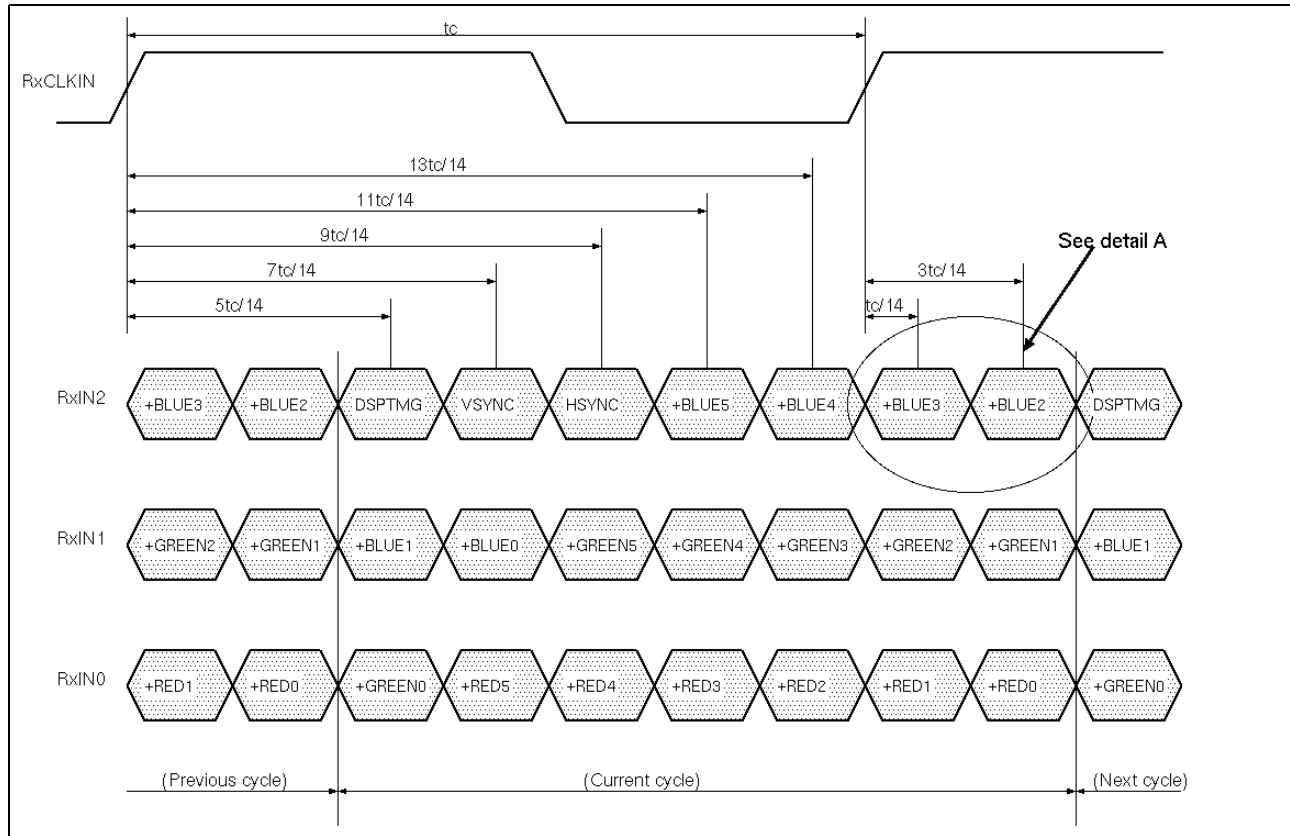 tc
RxCLKIN
13tc/14
11tc/14
9tc/14
See detail A
7tc/14
3tc/14
5tc/14
tc/14
RxIN2
+BLUE3 +BLUE2 DSPTMG VSYNC HSYNC +BLUE5 +BLUE4 +BLUE3 +BLUE2 DSPTMG
RxIN1
+GREEN2 +GREEN1 +BLUE1 +BLUE0 +GREEN5 +GREEN4 +GREEN3 +GREEN2 +GREEN1 +BLUE1
RxIN0
+RED1 +RED0 +GREEN0 +RED5 +RED4 +RED3 +RED2 +RED1 +RED0 +GREEN0
(Previous cycle) (Current cycle) (Next cycle)